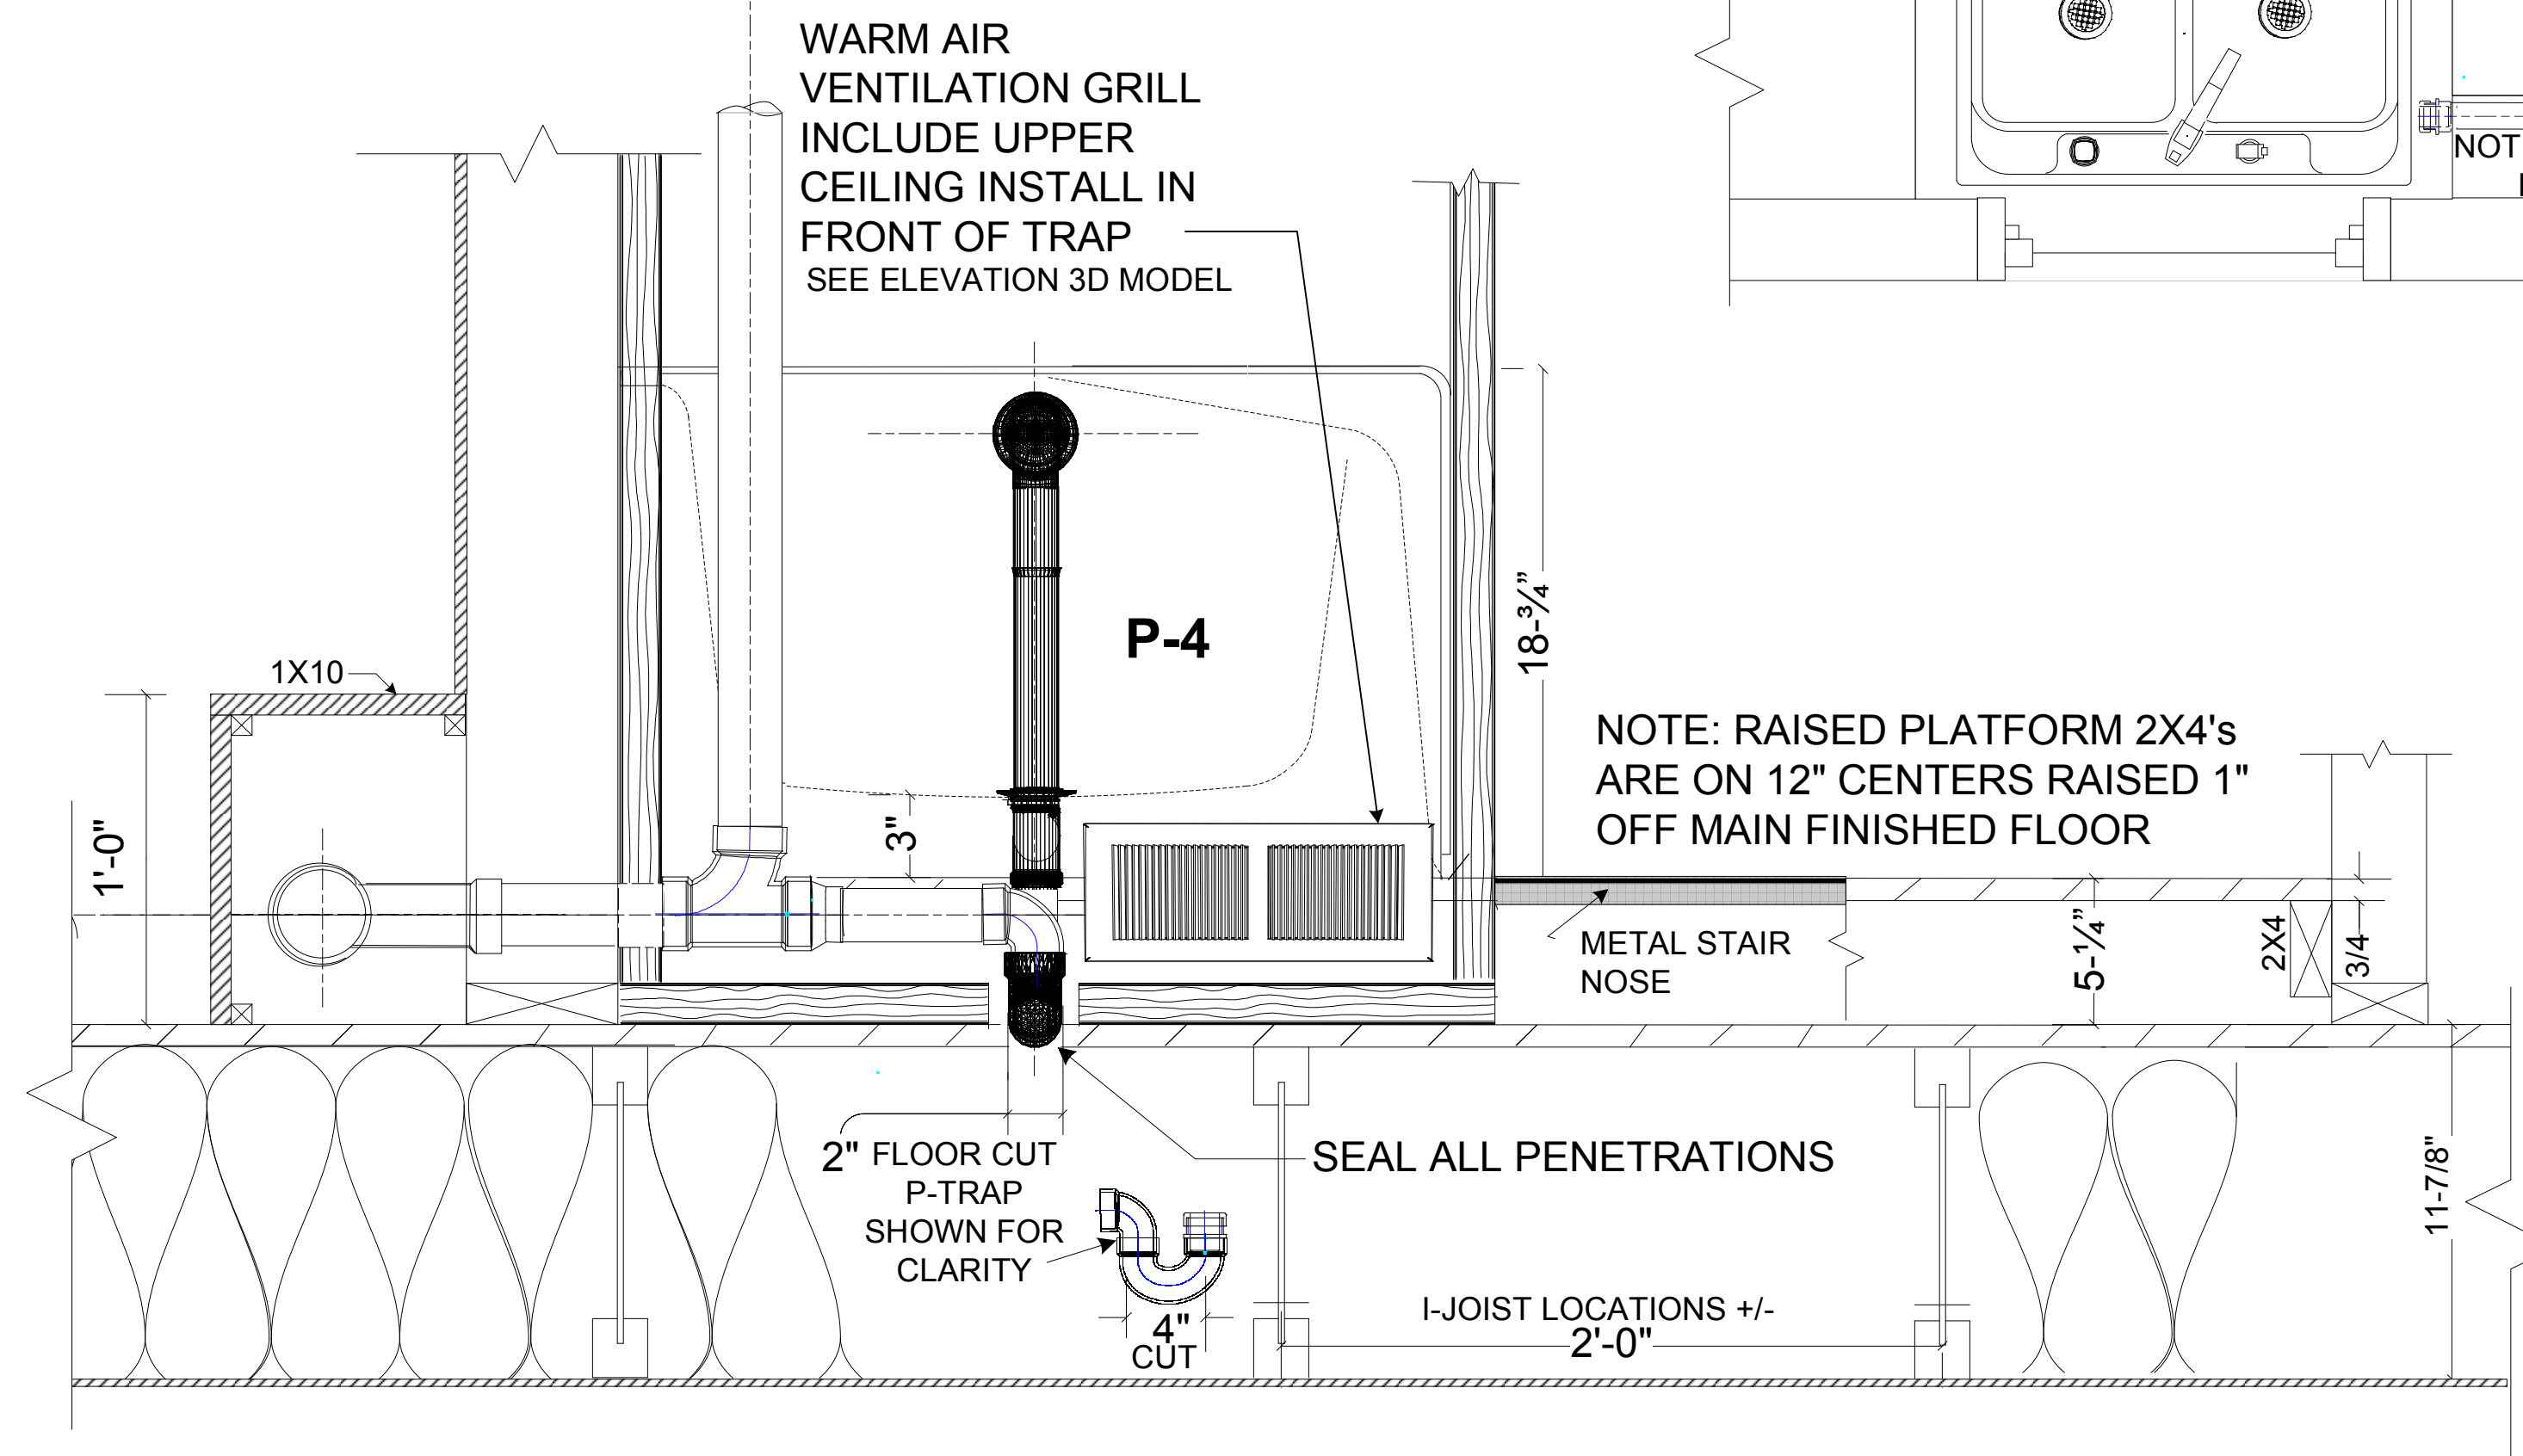 WARM AIR
VENTILATION GRILL
INCLUDE UPPER
CEILING INSTALL IN
FRONT OF TRAP
SEE ELEVATION 3D MODEL
NOT
1X10
P-4
18-¾”
NOTE: RAISED PLATFORM 2X4's
ARE ON 12" CENTERS RAISED 1"
OFF MAIN FINISHED FLOOR
1'-0"
3"
METAL STAIR
NOSE
5-¼”
2X4
3/4
2" FLOOR CUT
P-TRAP
SHOWN FOR
CLARITY
SEAL ALL PENETRATIONS
4"
CUT
I-JOIST LOCATIONS +/-
2'-0"
11-7/8"